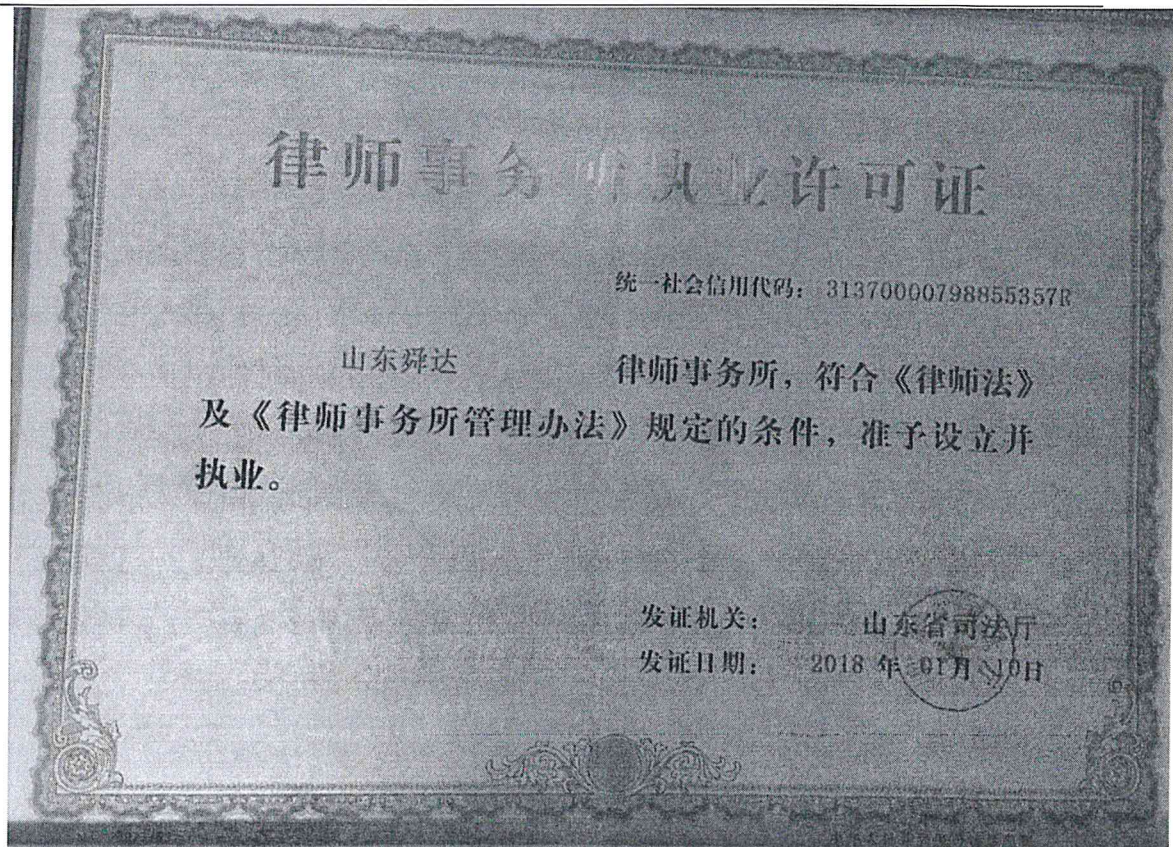 律师事务所执业许可证
统一社会信用代码：31370000798855357R
山东舜达 律师事务所，符合《律师法》
及《律师事务所管理办法》规定的条件，准予设立并
执业。
发证机关： 山东省司法厅
发证日期： 2018 年 01月 10日